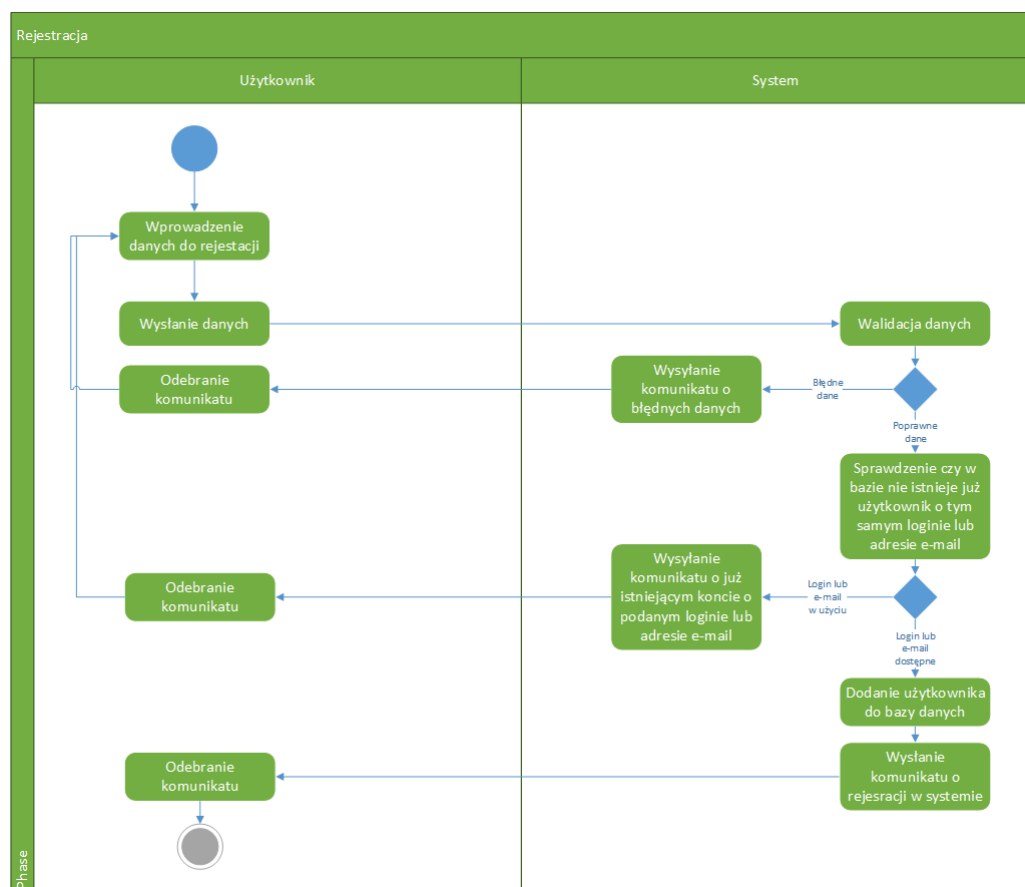 Rejestracja
Użytkownik
System
Wprowadzenie
danych do rejestacji
Wysłanie danych
Walidacja danych
Odebranie
komunikatu
Wysyłanie
komunikatu o
błędnych danych
Błędne
dane
Poprawne
dane
Sprawdzenie czy w
bazie nie istnieje już
użytkownik o tym
samym loginie lub
adresie e-mail
Odebranie
komunikatu
Wysyłanie
komunikatu o już
istniejącym koncie o
podanym loginie lub
adresie e-mail
Login lub
e-mail
w użyciu
Login lub
e-mail
dostępne
Dodanie użytkownika
do bazy danych
Odebranie
komunikatu
Wysłanie
komunikatu o
rejesracji w systemie
Phase